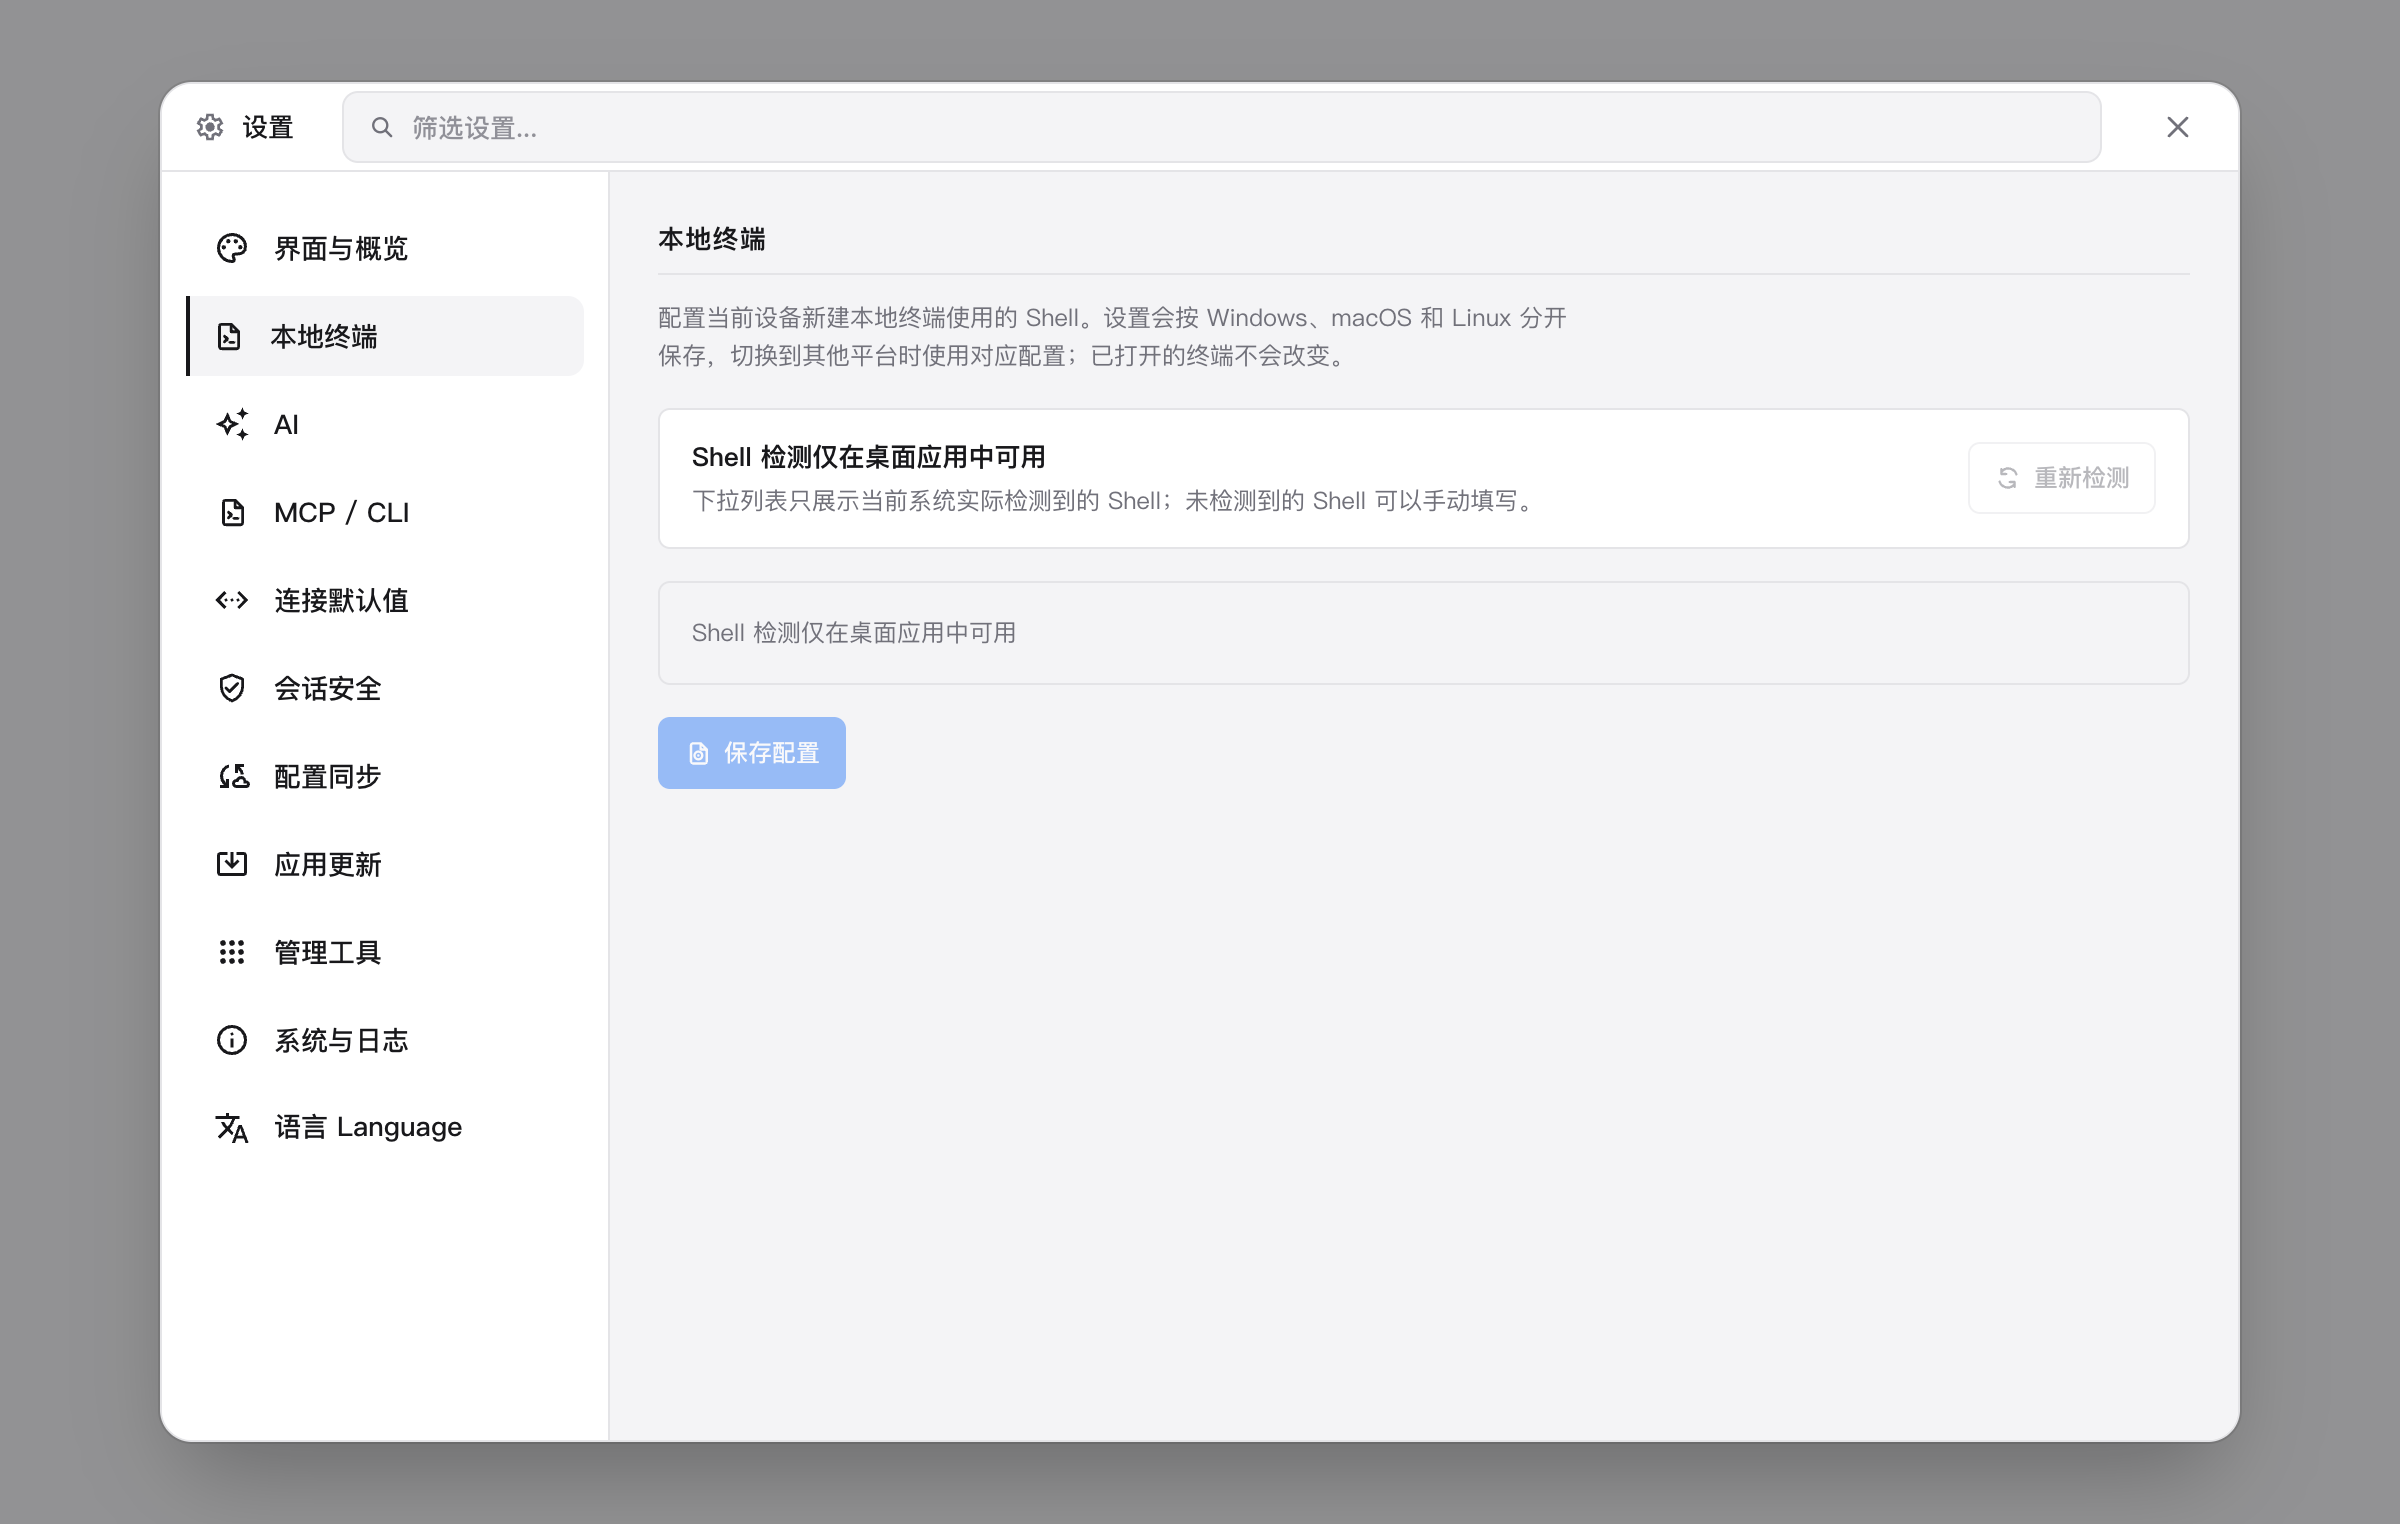 设置
筛选设置...
界面与概览
本地终端
AI
MCP / CLI
连接默认值
会话安全
配置同步
应用更新
管理工具
系统与日志
语言 Language
本地终端
配置当前设备新建本地终端使用的 Shell。设置会按 Windows、macOS 和 Linux 分开
保存，切换到其他平台时使用对应配置；已打开的终端不会改变。
Shell 检测仅在桌面应用中可用
下拉列表只展示当前系统实际检测到的 Shell；未检测到的 Shell 可以手动填写。
重新检测
Shell 检测仅在桌面应用中可用
保存配置